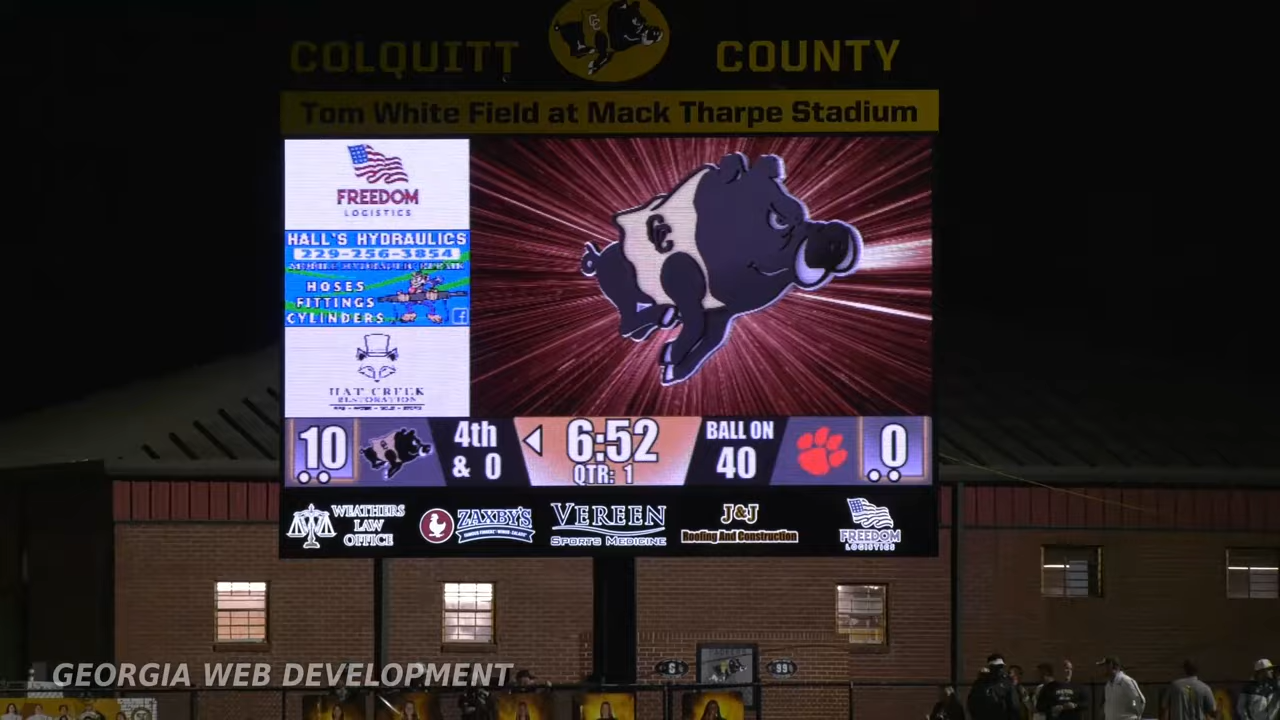 COLQUITT COUNTY
Tom White Field at Mack Tharpe Stadium
FREEDOM
LOGISTICS
HALL'S HYDRAULICS
229-256-3854
HOSES
FITTINGS
CYLINDERS
HAT CREEK
RESTORATION
CC
10
4th
& 0
6:52
QTR: 1
BALL ON
40
0
WEATHERS
LAW
OFFICE
ZAXBY'S
VEREEN
SPORTS MEDICINE
J&J
Roofing And Construction
FREEDOM
LOGISTICS
GEORGIA WEB DEVELOPMENT